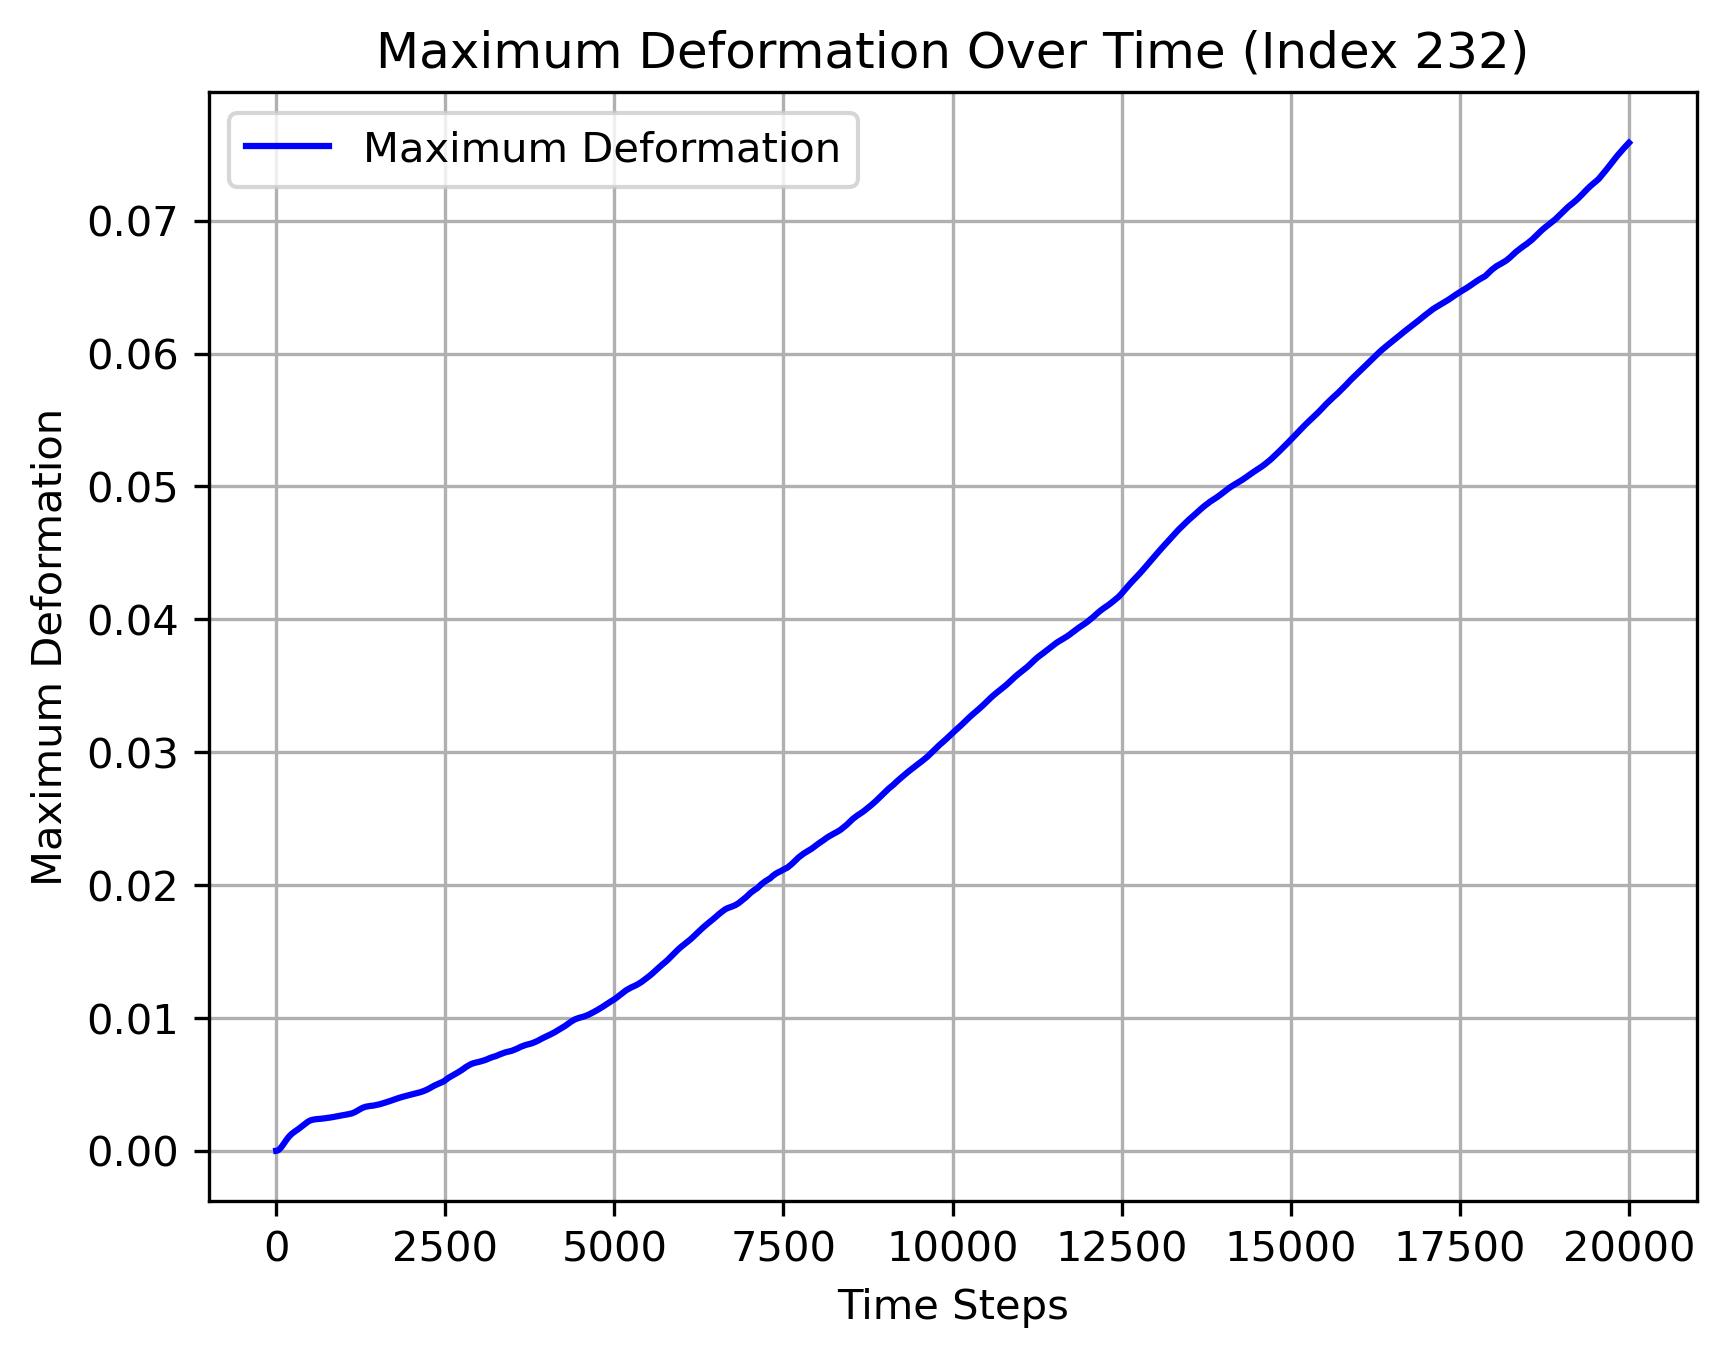 Maximum Deformation Over Time (Index 232)
Maximum Deformation
Maximum Deformation
0.07
0.06
0.05
0.04
0.03
0.02
0.01
0.00
0 2500 5000 7500 10000 12500 15000 17500 20000
Time Steps